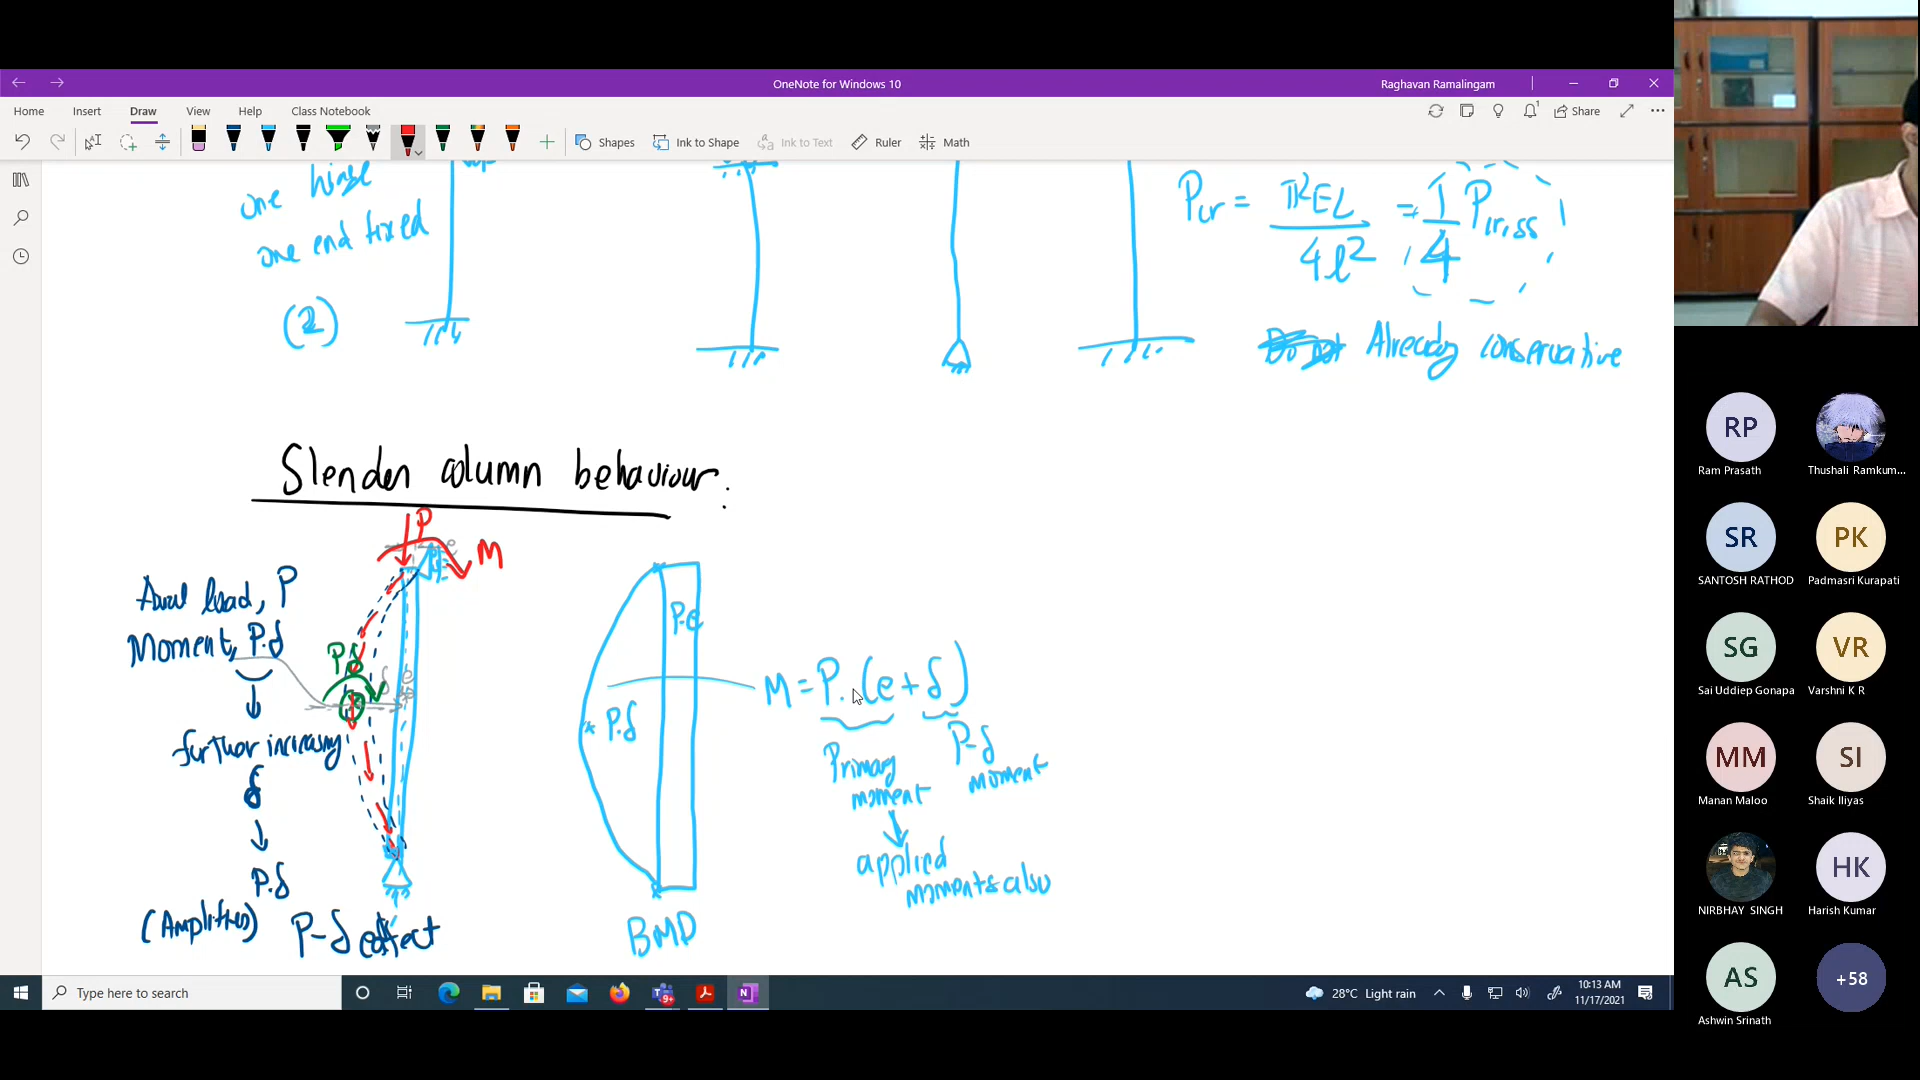 OneNote for Windows 10
Raghavan Ramalingam
Home Insert Draw View Help Class Notebook
1 Share
Shapes Ink to Shape Ink to Text Ruler Math
one hinge
one end fixed
(2)
Pcr = π²EI / 4l² = 1/4 Pcr,ss
Already conservative
Slender column behaviour:
P
M
Axial load, P
Moment, P.δ
Pδ
δ
e
further increasing
δ
P.δ
(Amplifies)
P-δ effect
P.e
* P.δ
BMD
M = P.(e + δ)
Primary moment
P-δ moment
applied
moments also
RP
Ram Prasath
Thushali Ramkum...
SR
SANTOSH RATHOD
PK
Padmasri Kurapati
SG
Sai Uddiep Gonapa
VR
Varshni K R
MM
Manan Maloo
SI
Shaik Iliyas
NIRBHAY SINGH
HK
Harish Kumar
AS
Ashwin Srinath
+58
Type here to search
9+
28°C Light rain
10:13 AM
11/17/2021